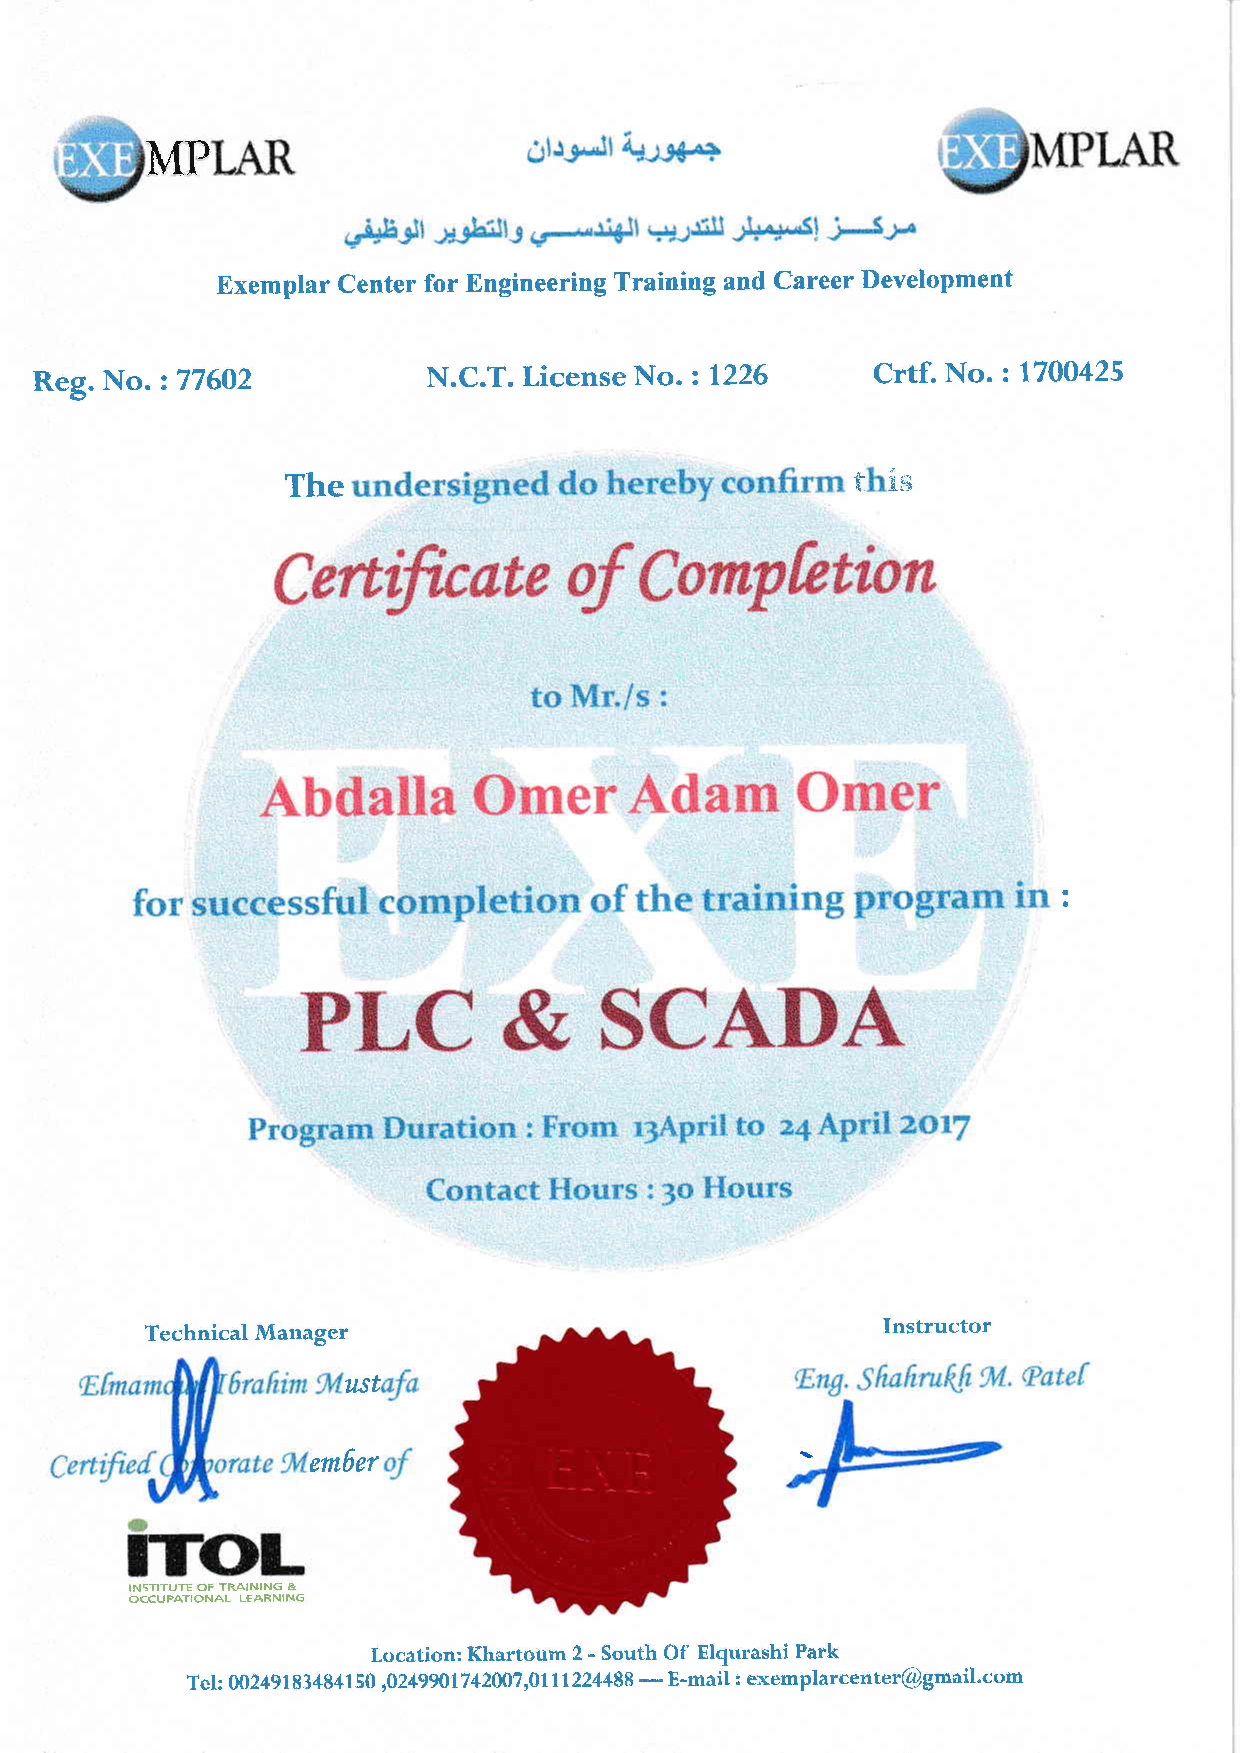 EXEMPLAR
جمهورية السودان
EXEMPLAR
مركـــز إكسيمبلر للتدريب الهندســـي والتطوير الوظيفي
Exemplar Center for Engineering Training and Career Development
Reg. No. : 77602 N.C.T. License No. : 1226 Crtf. No. : 1700425
The undersigned do hereby confirm this
Certificate of Completion
to Mr./s :
EXE
Abdalla Omer Adam Omer
for successful completion of the training program in :
PLC & SCADA
Program Duration : From 13April to 24 April 2017
Contact Hours : 30 Hours
Technical Manager
Instructor
Ibrahim Mustafa
Eng. Shahrukh M. Patel
Certified Corporate Member of
EXE
iTOL
INSTITUTE OF TRAINING &
OCCUPATIONAL LEARNING
Location: Khartoum 2 - South Of Elqurashi Park
Tel: 00249183484150 ,0249901742007,0111224488 — E-mail : exemplarcenter@gmail.com